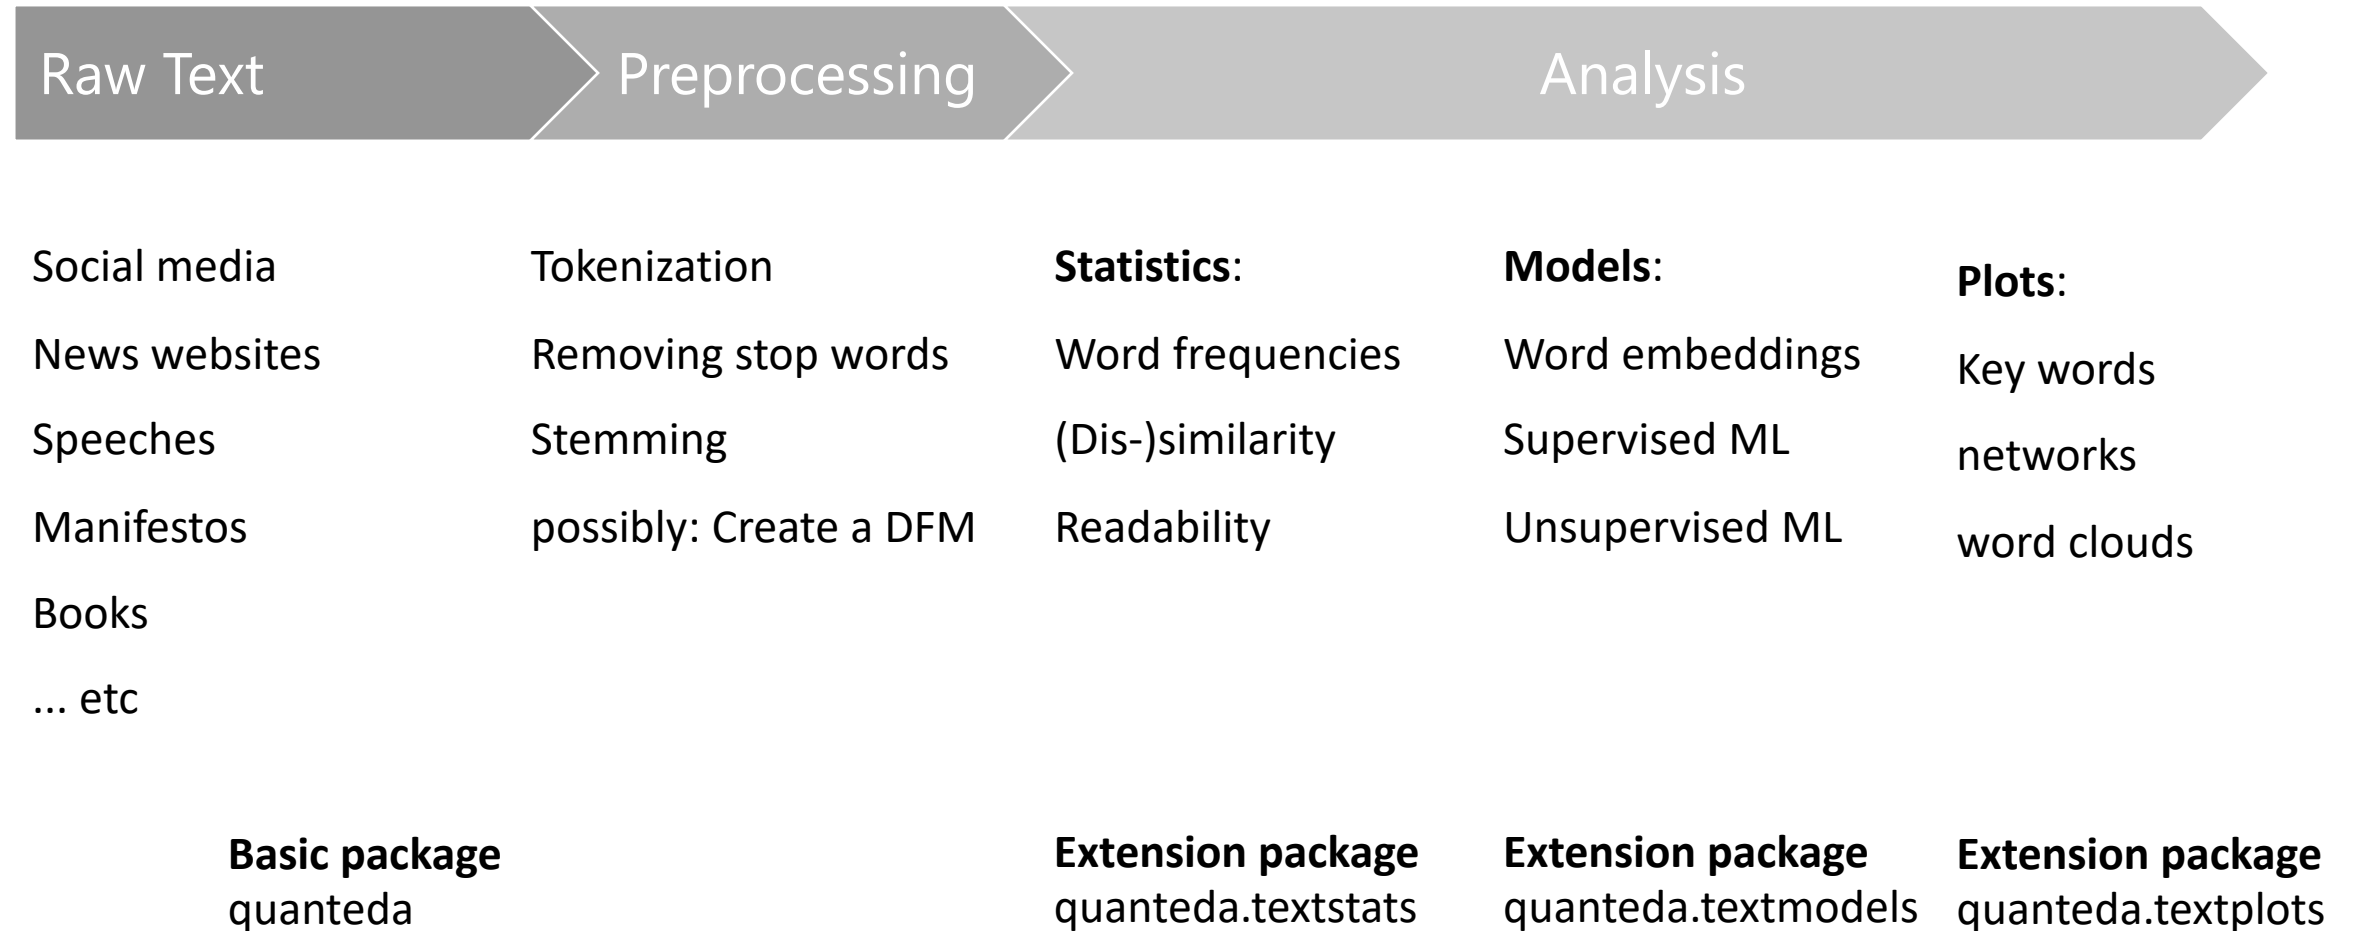 Raw Text
Preprocessing
Analysis
Social media
News websites
Speeches
Manifestos
Books
... etc
Tokenization
Removing stop words
Stemming
possibly: Create a DFM
Statistics:
Word frequencies
(Dis-)similarity
Readability
Models:
Word embeddings
Supervised ML
Unsupervised ML
Plots:
Key words
networks
word clouds
Basic package
quanteda
Extension package
quanteda.textstats
Extension package
quanteda.textmodels
Extension package
quanteda.textplots